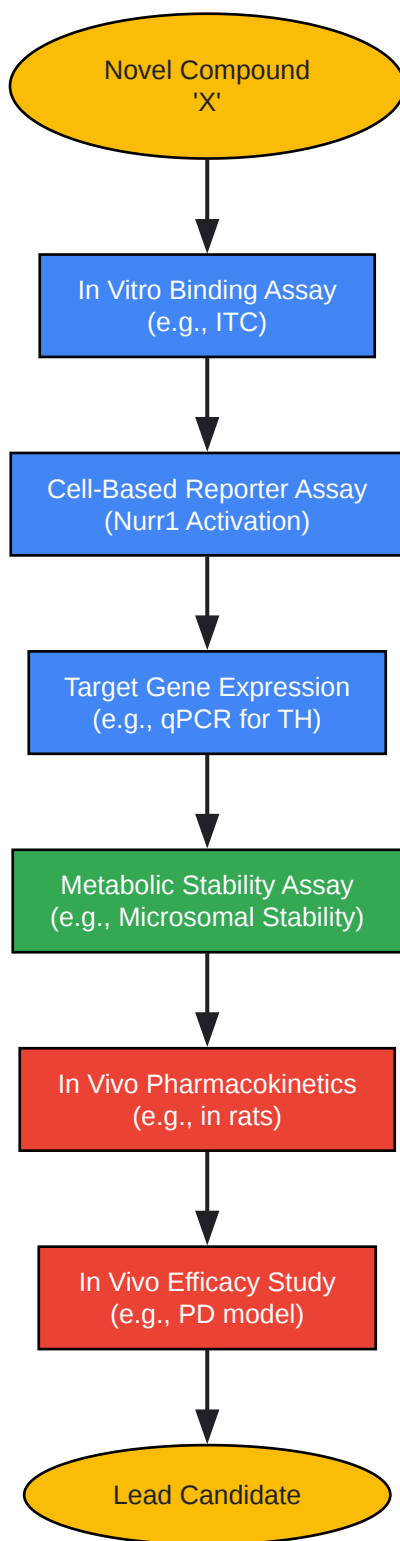 Novel Compound
'X'
In Vitro Binding Assay
(e.g., ITC)
Cell-Based Reporter Assay
(Nurr1 Activation)
Target Gene Expression
(e.g., qPCR for TH)
Metabolic Stability Assay
(e.g., Microsomal Stability)
In Vivo Pharmacokinetics
(e.g., in rats)
In Vivo Efficacy Study
(e.g., PD model)
Lead Candidate